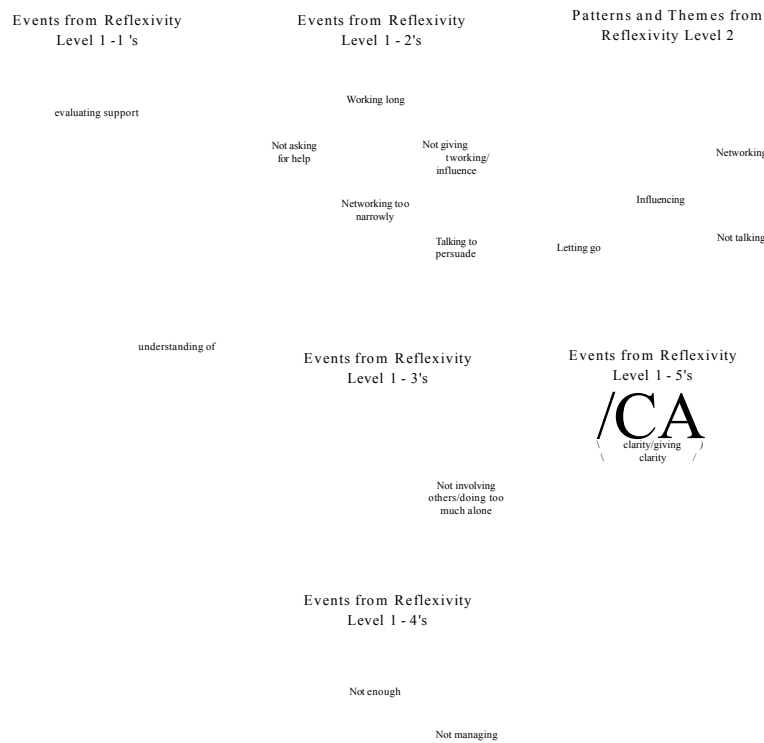 Events from Reflexivity
Level 1 -1 's
evaluating support
understanding of
Events from Reflexivity
Level 1 - 2's
Working long
Not asking
for help
Not giving
tworking/
influence
Networking too
narrowly
Talking to
persuade
Events from Reflexivity
Level 1 - 3's
Not involving
others/doing too
much alone
Events from Reflexivity
Level 1 - 4's
Not enough
Not managing
Patterns and Themes from
Reflexivity Level 2
Networking
Influencing
Not talking
Letting go
Events from Reflexivity
Level 1 - 5's
/CA
\ clarity/giving )
\ clarity /